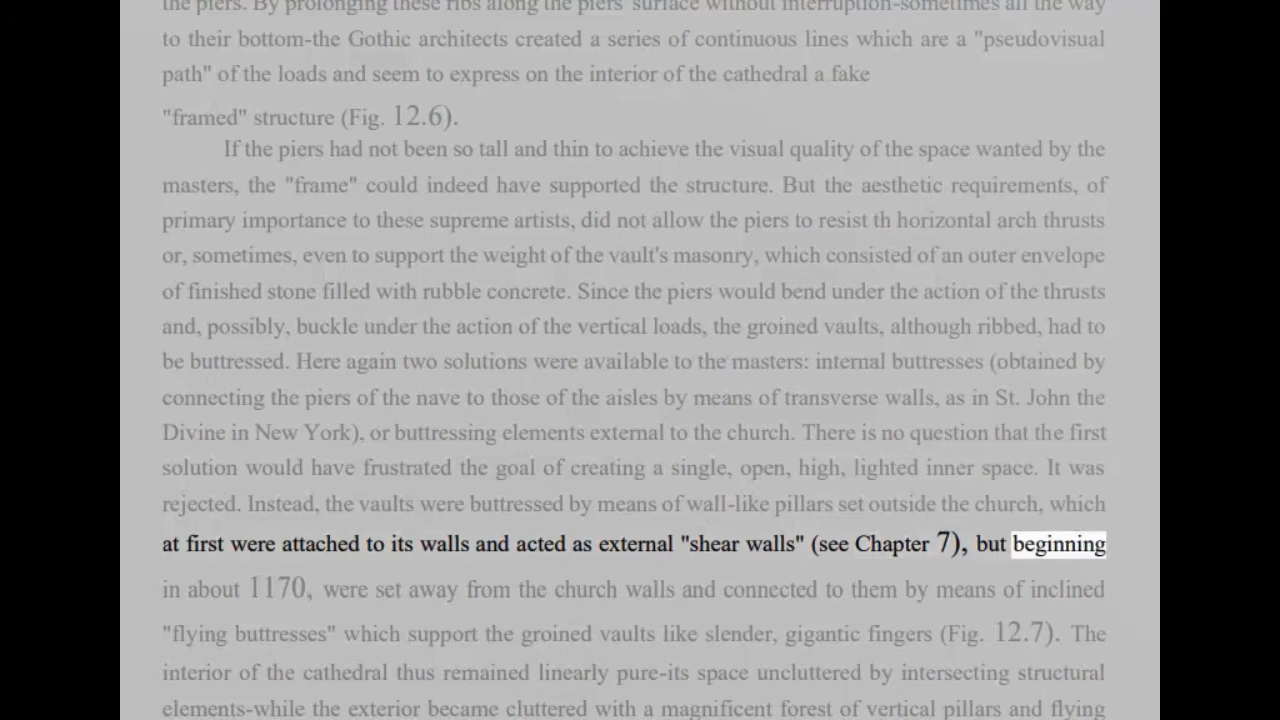 the piers. By prolonging these ribs along the piers' surface without interruption-sometimes all the way
to their bottom-the Gothic architects created a series of continuous lines which are a "pseudovisual
path" of the loads and seem to express on the interior of the cathedral a fake
"framed" structure (Fig. 12.6).
If the piers had not been so tall and thin to achieve the visual quality of the space wanted by the
masters, the "frame" could indeed have supported the structure. But the aesthetic requirements, of
primary importance to these supreme artists, did not allow the piers to resist th horizontal arch thrusts
or, sometimes, even to support the weight of the vault's masonry, which consisted of an outer envelope
of finished stone filled with rubble concrete. Since the piers would bend under the action of the thrusts
and, possibly, buckle under the action of the vertical loads, the groined vaults, although ribbed, had to
be buttressed. Here again two solutions were available to the masters: internal buttresses (obtained by
connecting the piers of the nave to those of the aisles by means of transverse walls, as in St. John the
Divine in New York), or buttressing elements external to the church. There is no question that the first
solution would have frustrated the goal of creating a single, open, high, lighted inner space. It was
rejected. Instead, the vaults were buttressed by means of wall-like pillars set outside the church, which
at first were attached to its walls and acted as external "shear walls" (see Chapter 7), but beginning
in about 1170, were set away from the church walls and connected to them by means of inclined
"flying buttresses" which support the groined vaults like slender, gigantic fingers (Fig. 12.7). The
interior of the cathedral thus remained linearly pure-its space uncluttered by intersecting structural
elements-while the exterior became cluttered with a magnificent forest of vertical pillars and flying